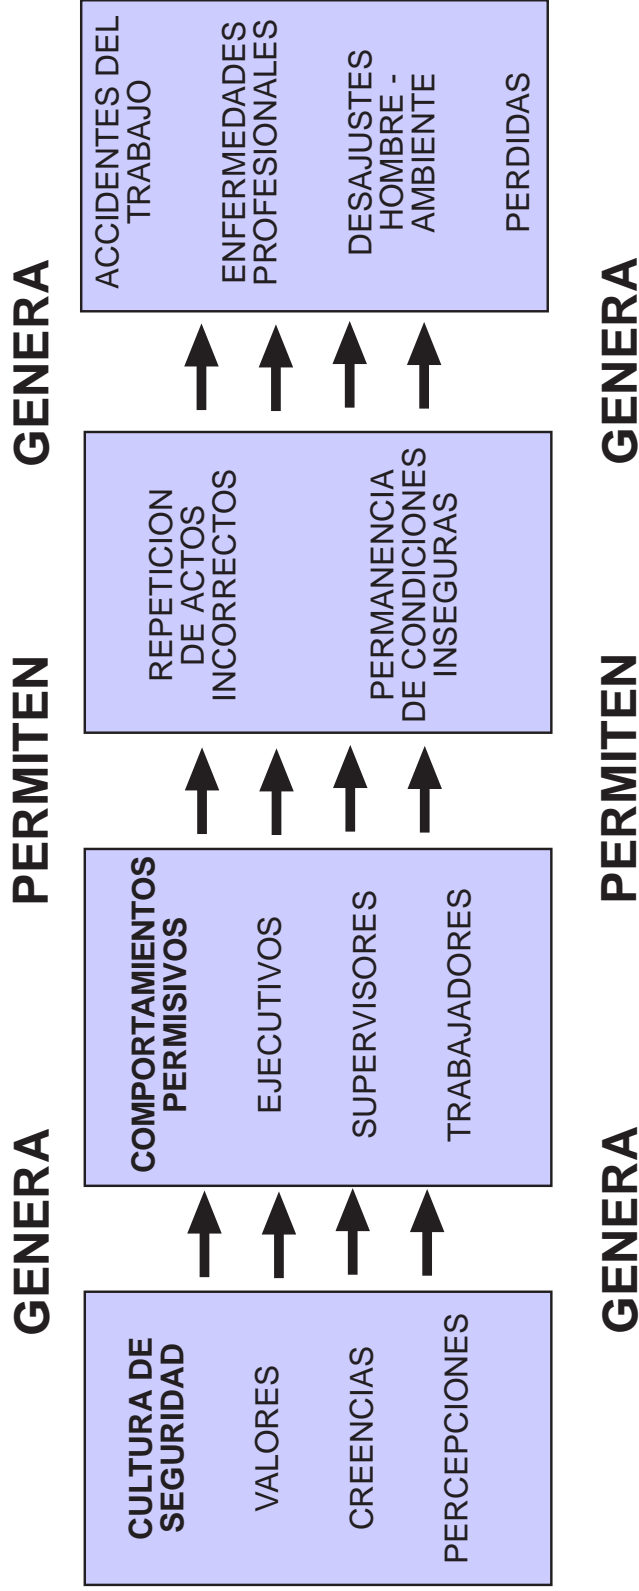 GENERA
PERMITEN
GENERA
CULTURA DE
SEGURIDAD
VALORES
CREENCIAS
PERCEPCIONES
COMPORTAMIENTOS
PERMISIVOS
EJECUTIVOS
SUPERVISORES
TRABAJADORES
REPETICION
DE ACTOS
INCORRECTOS
PERMANENCIA
DE CONDICIONES
INSEGURAS
ACCIDENTES DEL
TRABAJO
ENFERMEDADES
PROFESIONALES
DESAJUSTES
HOMBRE -
AMBIENTE
PERDIDAS
GENERA
PERMITEN
GENERA